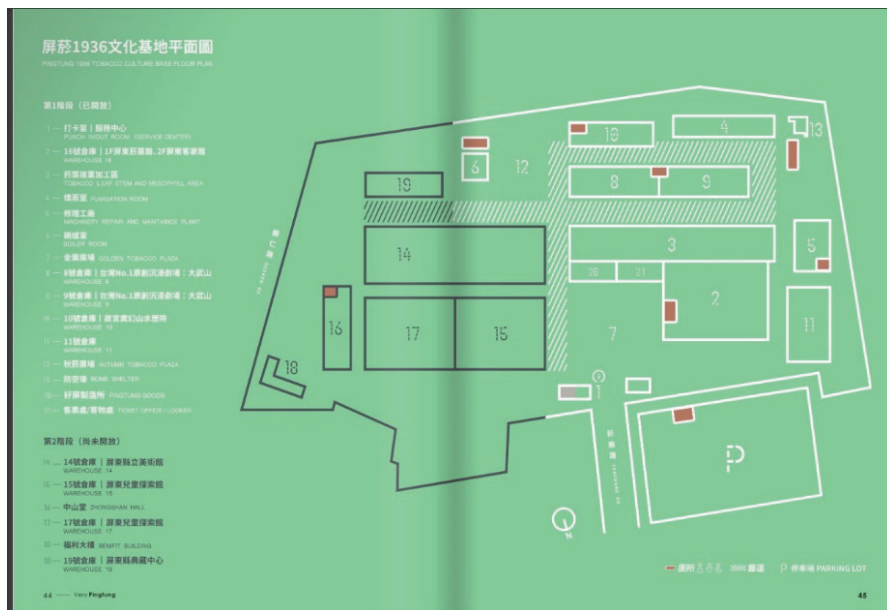 屏菸1936文化基地平面圖
PINGTUNG 1936 TOBACCO CULTURE BASE FLOOR PLAN
第1階段（已開放）
1 — 打卡室｜服務中心
PUNCH IN/OUT ROOM (SERVICE CENTER)
2 — 16號倉庫｜1F屏東菸葉館、2F屏東客家館
WAREHOUSE 16
3 — 菸葉複薰加工區
TOBACCO LEAF STEM AND MESOPHYLL AREA
4 — 燻蒸室 FUMIGATION ROOM
5 — 修理工廠
MACHINERY REPAIR AND MAINTAINCE PLANT
6 — 鍋爐室
BOILER ROOM
7 — 金葉廣場 GOLDEN TOBACCO PLAZA
8 — 8號倉庫｜台灣No.1原創沉浸劇場：大武山
WAREHOUSE 8
9 — 9號倉庫｜台灣No.1原創沉浸劇場：大武山
WAREHOUSE 9
10 — 10號倉庫｜故宮魔幻山水歷險
WAREHOUSE 10
11 — 11號倉庫
WAREHOUSE 11
12 — 秋菸廣場 AUTUMN TOBACCO PLAZA
13 — 防空壕 BOMB SHELTER
20 — 好屏製造所 PINGTUNG GOODS
21 — 售票處/寄物處 TICKET OFFICE / LOCKER
第2階段（尚未開放）
14 — 14號倉庫｜屏東縣立美術館
WAREHOUSE 14
15 — 15號倉庫｜屏東兒童探索館
WAREHOUSE 15
16 — 中山堂 ZHONGSHAN HALL
17 — 17號倉庫｜屏東兒童探索館
WAREHOUSE 17
18 — 福利大樓 BENEFIT BUILDING
19 — 19號倉庫｜屏東縣典藏中心
WAREHOUSE 19
10
4
13
6
12
8
9
19
14
3
5
20
21
2
16
17
15
7
11
18
P
N
廁所
廊道
P 停車場 PARKING LOT
44 — Very Pingtung
45